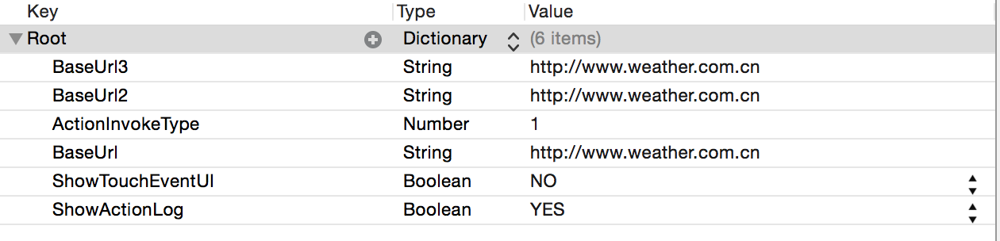 Key Type Value
Root Dictionary (6 items)
BaseUrl3 String http://www.weather.com.cn
BaseUrl2 String http://www.weather.com.cn
ActionInvokeType Number 1
BaseUrl String http://www.weather.com.cn
ShowTouchEventUI Boolean NO
ShowActionLog Boolean YES